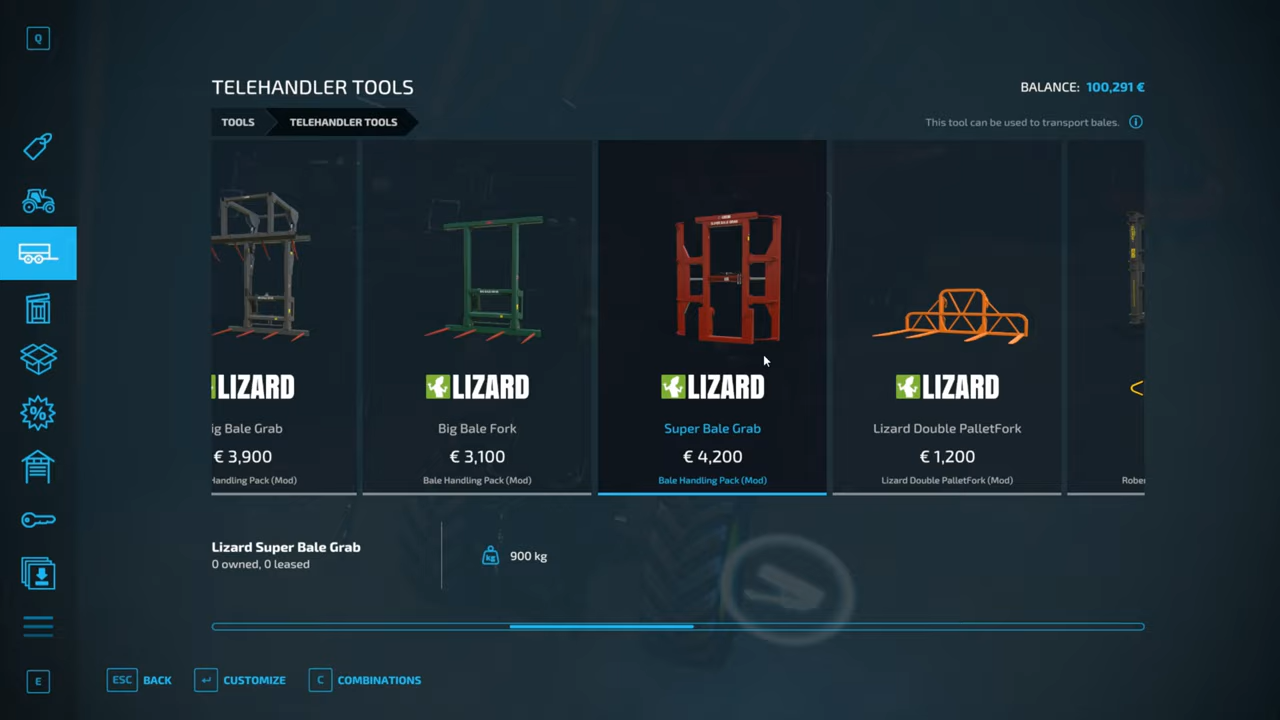 Q
TELEHANDLER TOOLS
BALANCE: 100,291 €
TOOLS
TELEHANDLER TOOLS
This tool can be used to transport bales.
LIZARD
ig Bale Grab
€ 3,900
Handling Pack (Mod)
LIZARD
Big Bale Fork
€ 3,100
Bale Handling Pack (Mod)
LIZARD
Super Bale Grab
€ 4,200
Bale Handling Pack (Mod)
LIZARD
Lizard Double PalletFork
€ 1,200
Lizard Double PalletFork (Mod)
Rober
Lizard Super Bale Grab
0 owned, 0 leased
kg
900 kg
E
ESC BACK
CUSTOMIZE
C COMBINATIONS